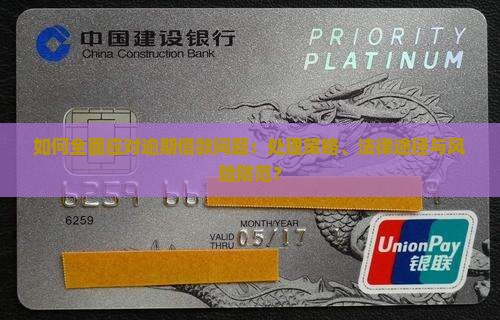 中国建设银行
China Construction Bank
PRIORITY
PLATINUM
如何全面应对逾期借款问题：处理策略、法律途径与风
险防范？
6259
6259
MONTH/YEAR
VALID
THRU
05/17
UnionPay
银联